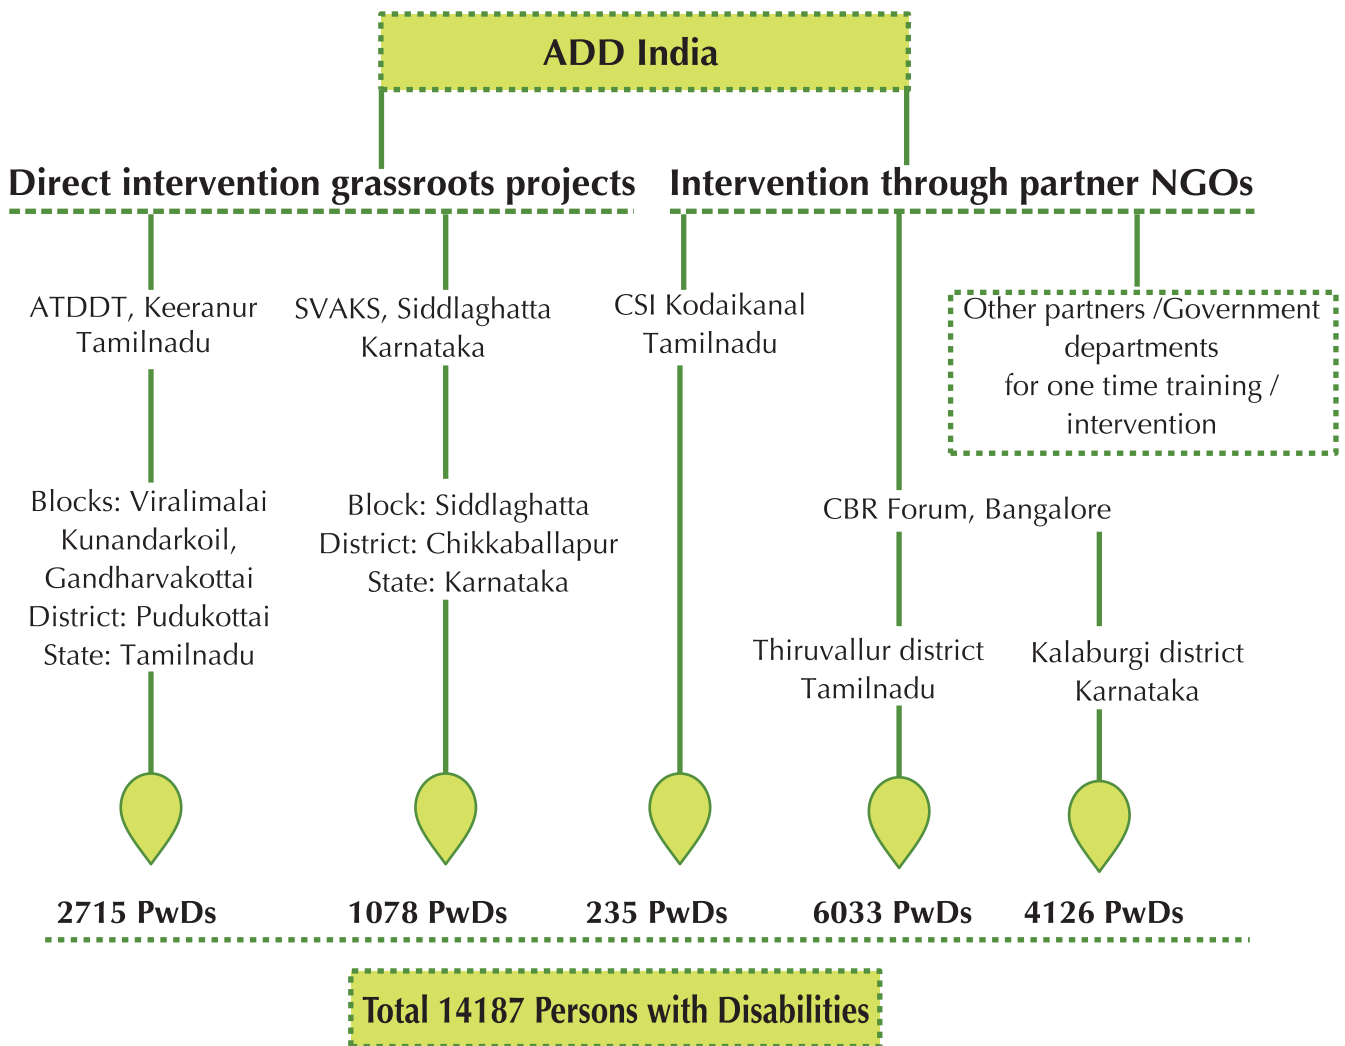 ADD India
Direct intervention grassroots projects
Intervention through partner NGOs
ATDDT, Keeranur
Tamilnadu
SVAKS, Siddlaghatta
Karnataka
CSI Kodaikanal
Tamilnadu
Other partners /Government
departments
for one time training /
intervention
Blocks: Viralimalai
Kunandarkoil,
Gandharvakottai
District: Pudukottai
State: Tamilnadu
Block: Siddlaghatta
District: Chikkaballapur
State: Karnataka
CBR Forum, Bangalore
Thiruvallur district
Tamilnadu
Kalaburgi district
Karnataka
2715 PwDs
1078 PwDs
235 PwDs
6033 PwDs
4126 PwDs
Total 14187 Persons with Disabilities